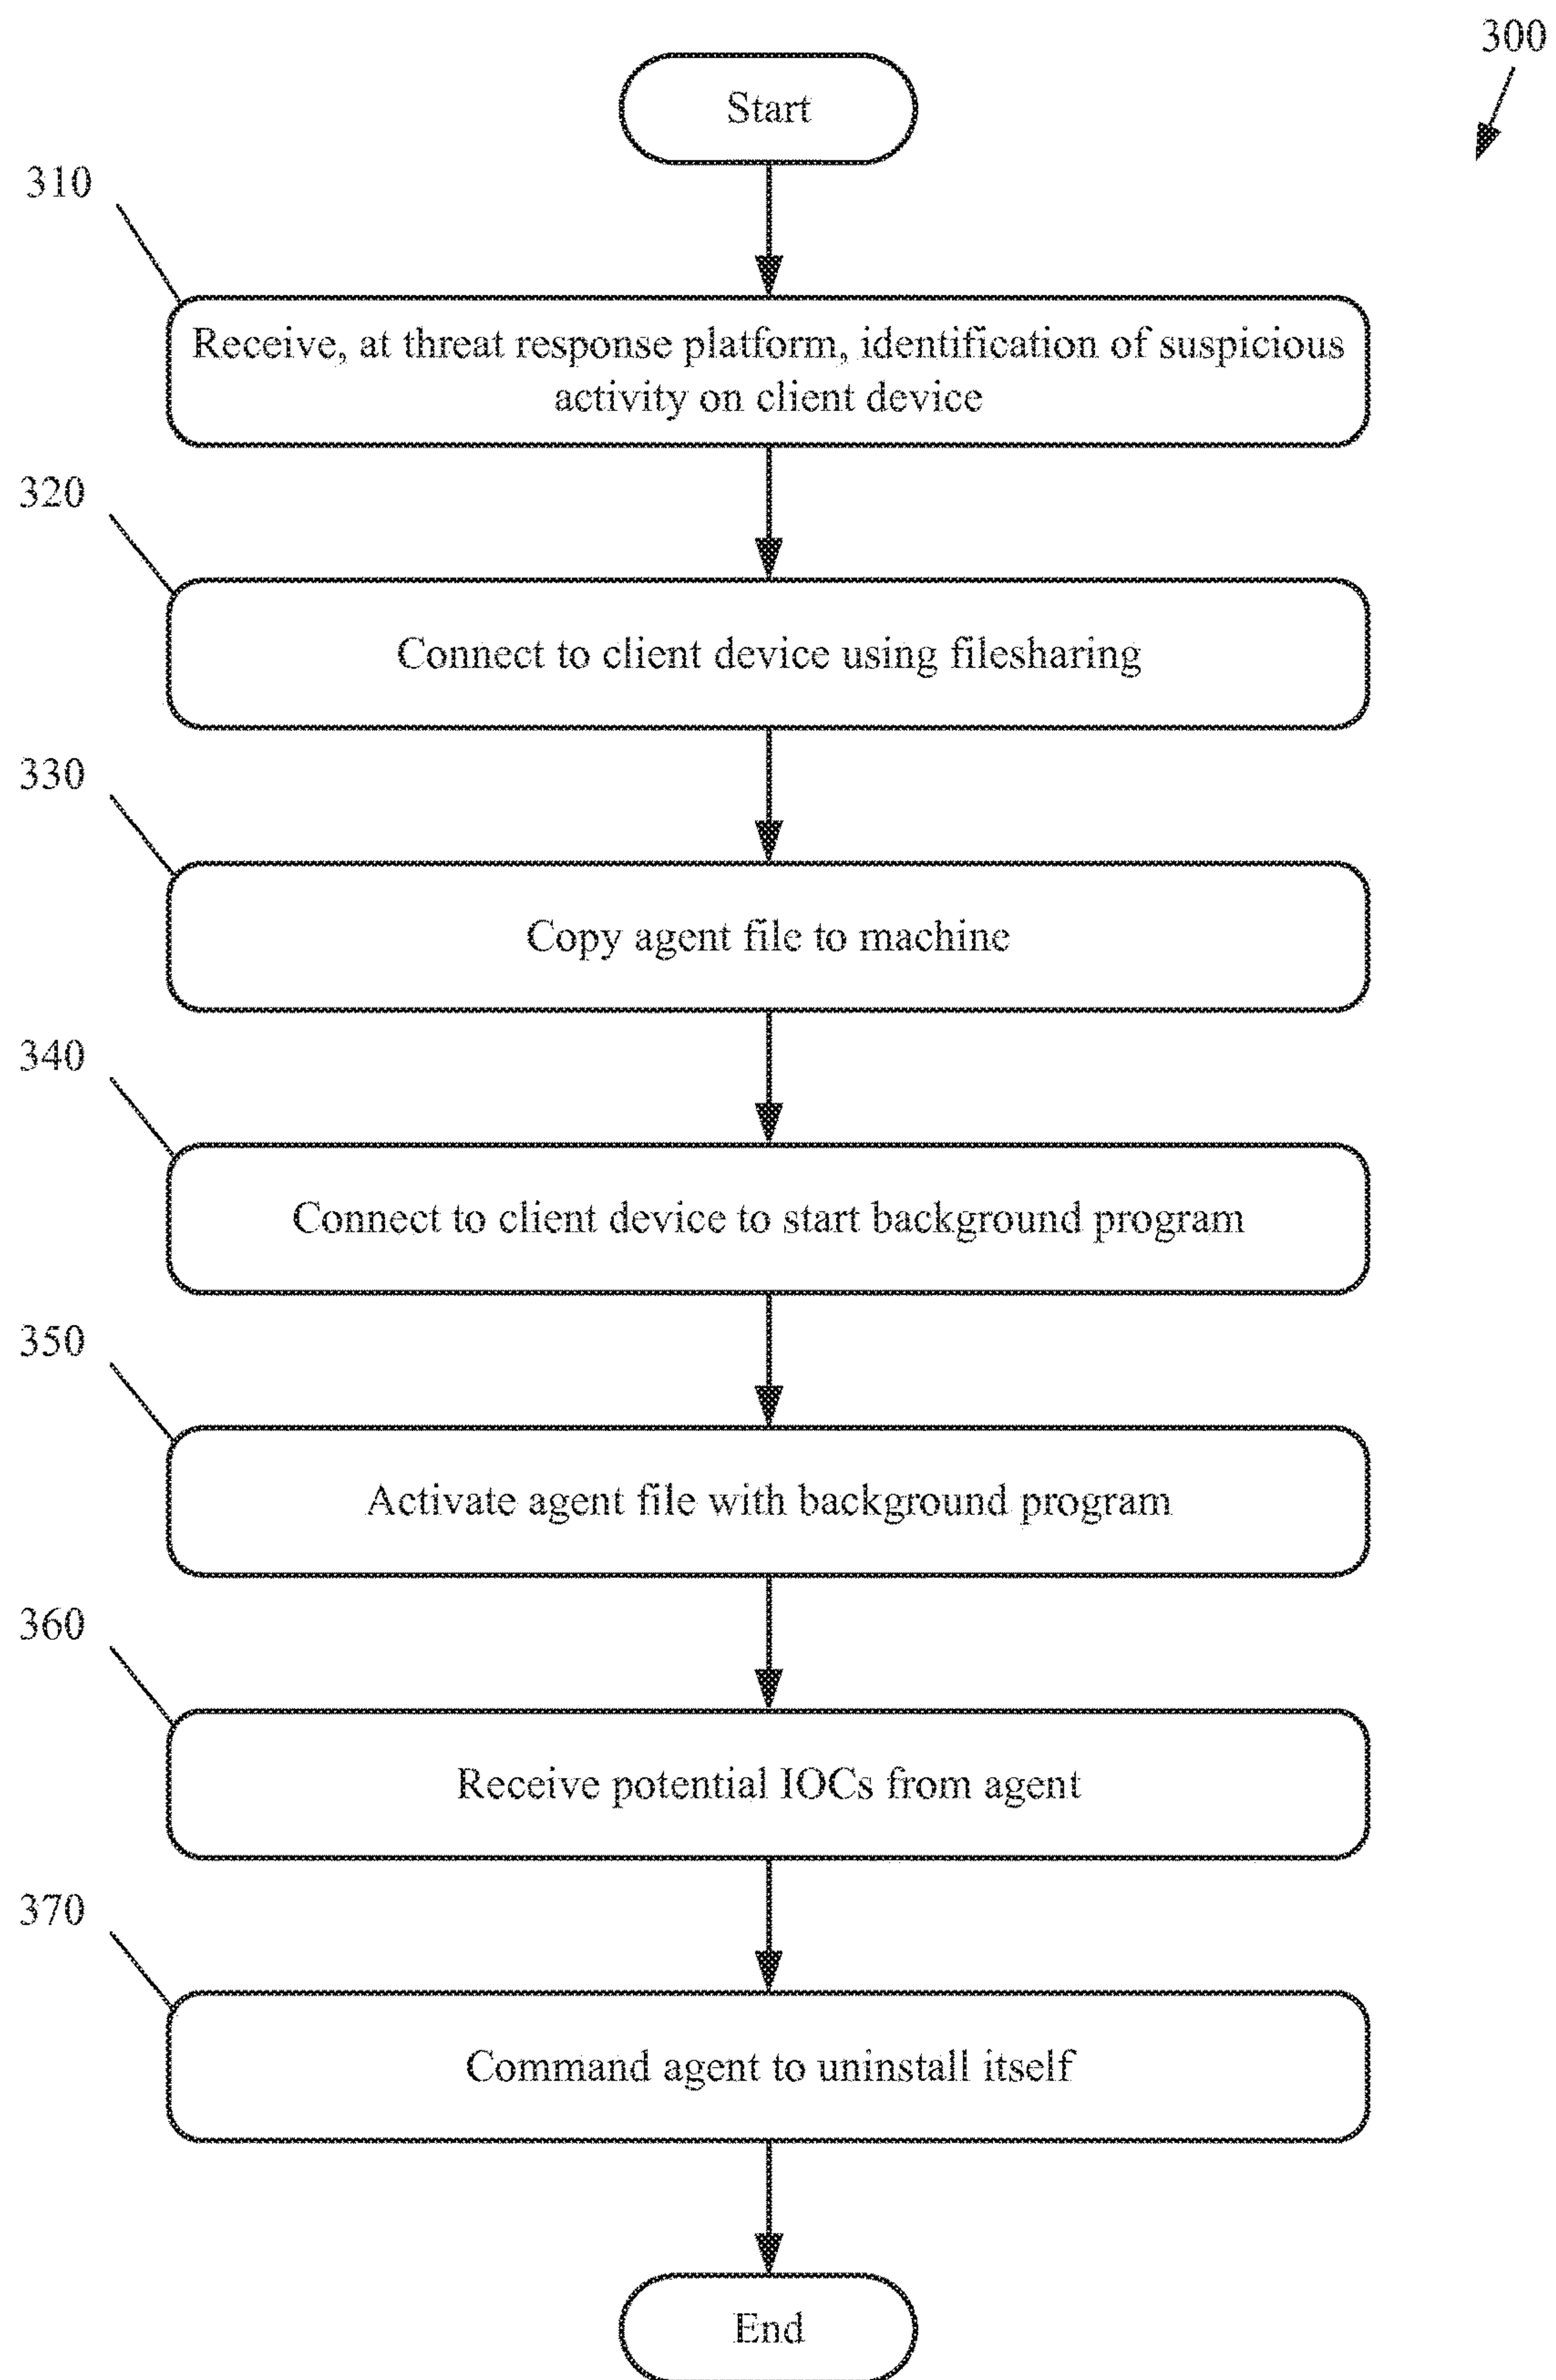 300
Start
310
Receive, at threat response platform, identification of suspicious
activity on client device
320
Connect to client device using filesharing
330
Copy agent file to machine
340
Connect to client device to start background program
350
Activate agent file with background program
360
Receive potential IOCs from agent
370
Command agent to uninstall itself
End